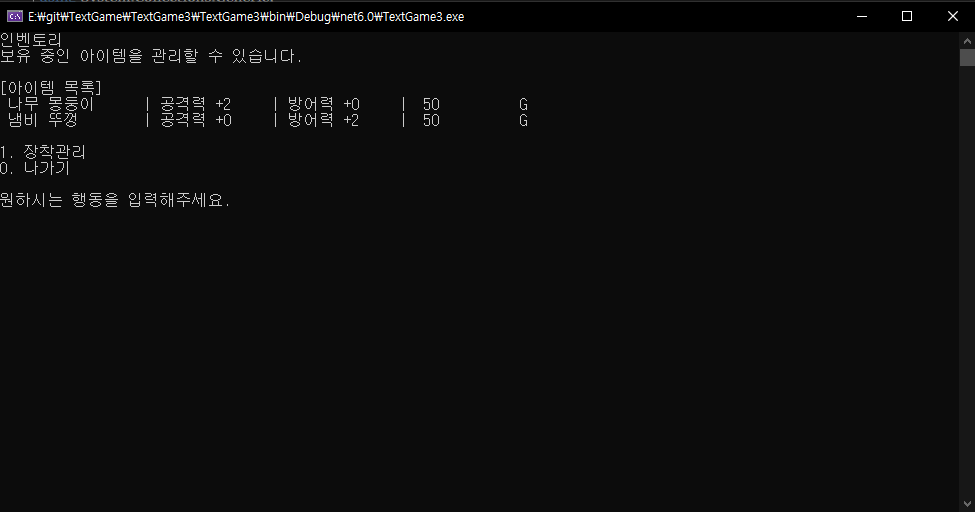 E:₩git₩TextGame₩TextGame3₩TextGame3₩bin₩Debug₩net6.0₩TextGame3.exe
인벤토리
보유 중인 아이템을 관리할 수 있습니다.
[아이템 목록]
나무 몽둥이 | 공격력 +2 | 방어력 +0 | 50 G
냄비 뚜껑 | 공격력 +0 | 방어력 +2 | 50 G
1. 장착관리
0. 나가기
원하시는 행동을 입력해주세요.